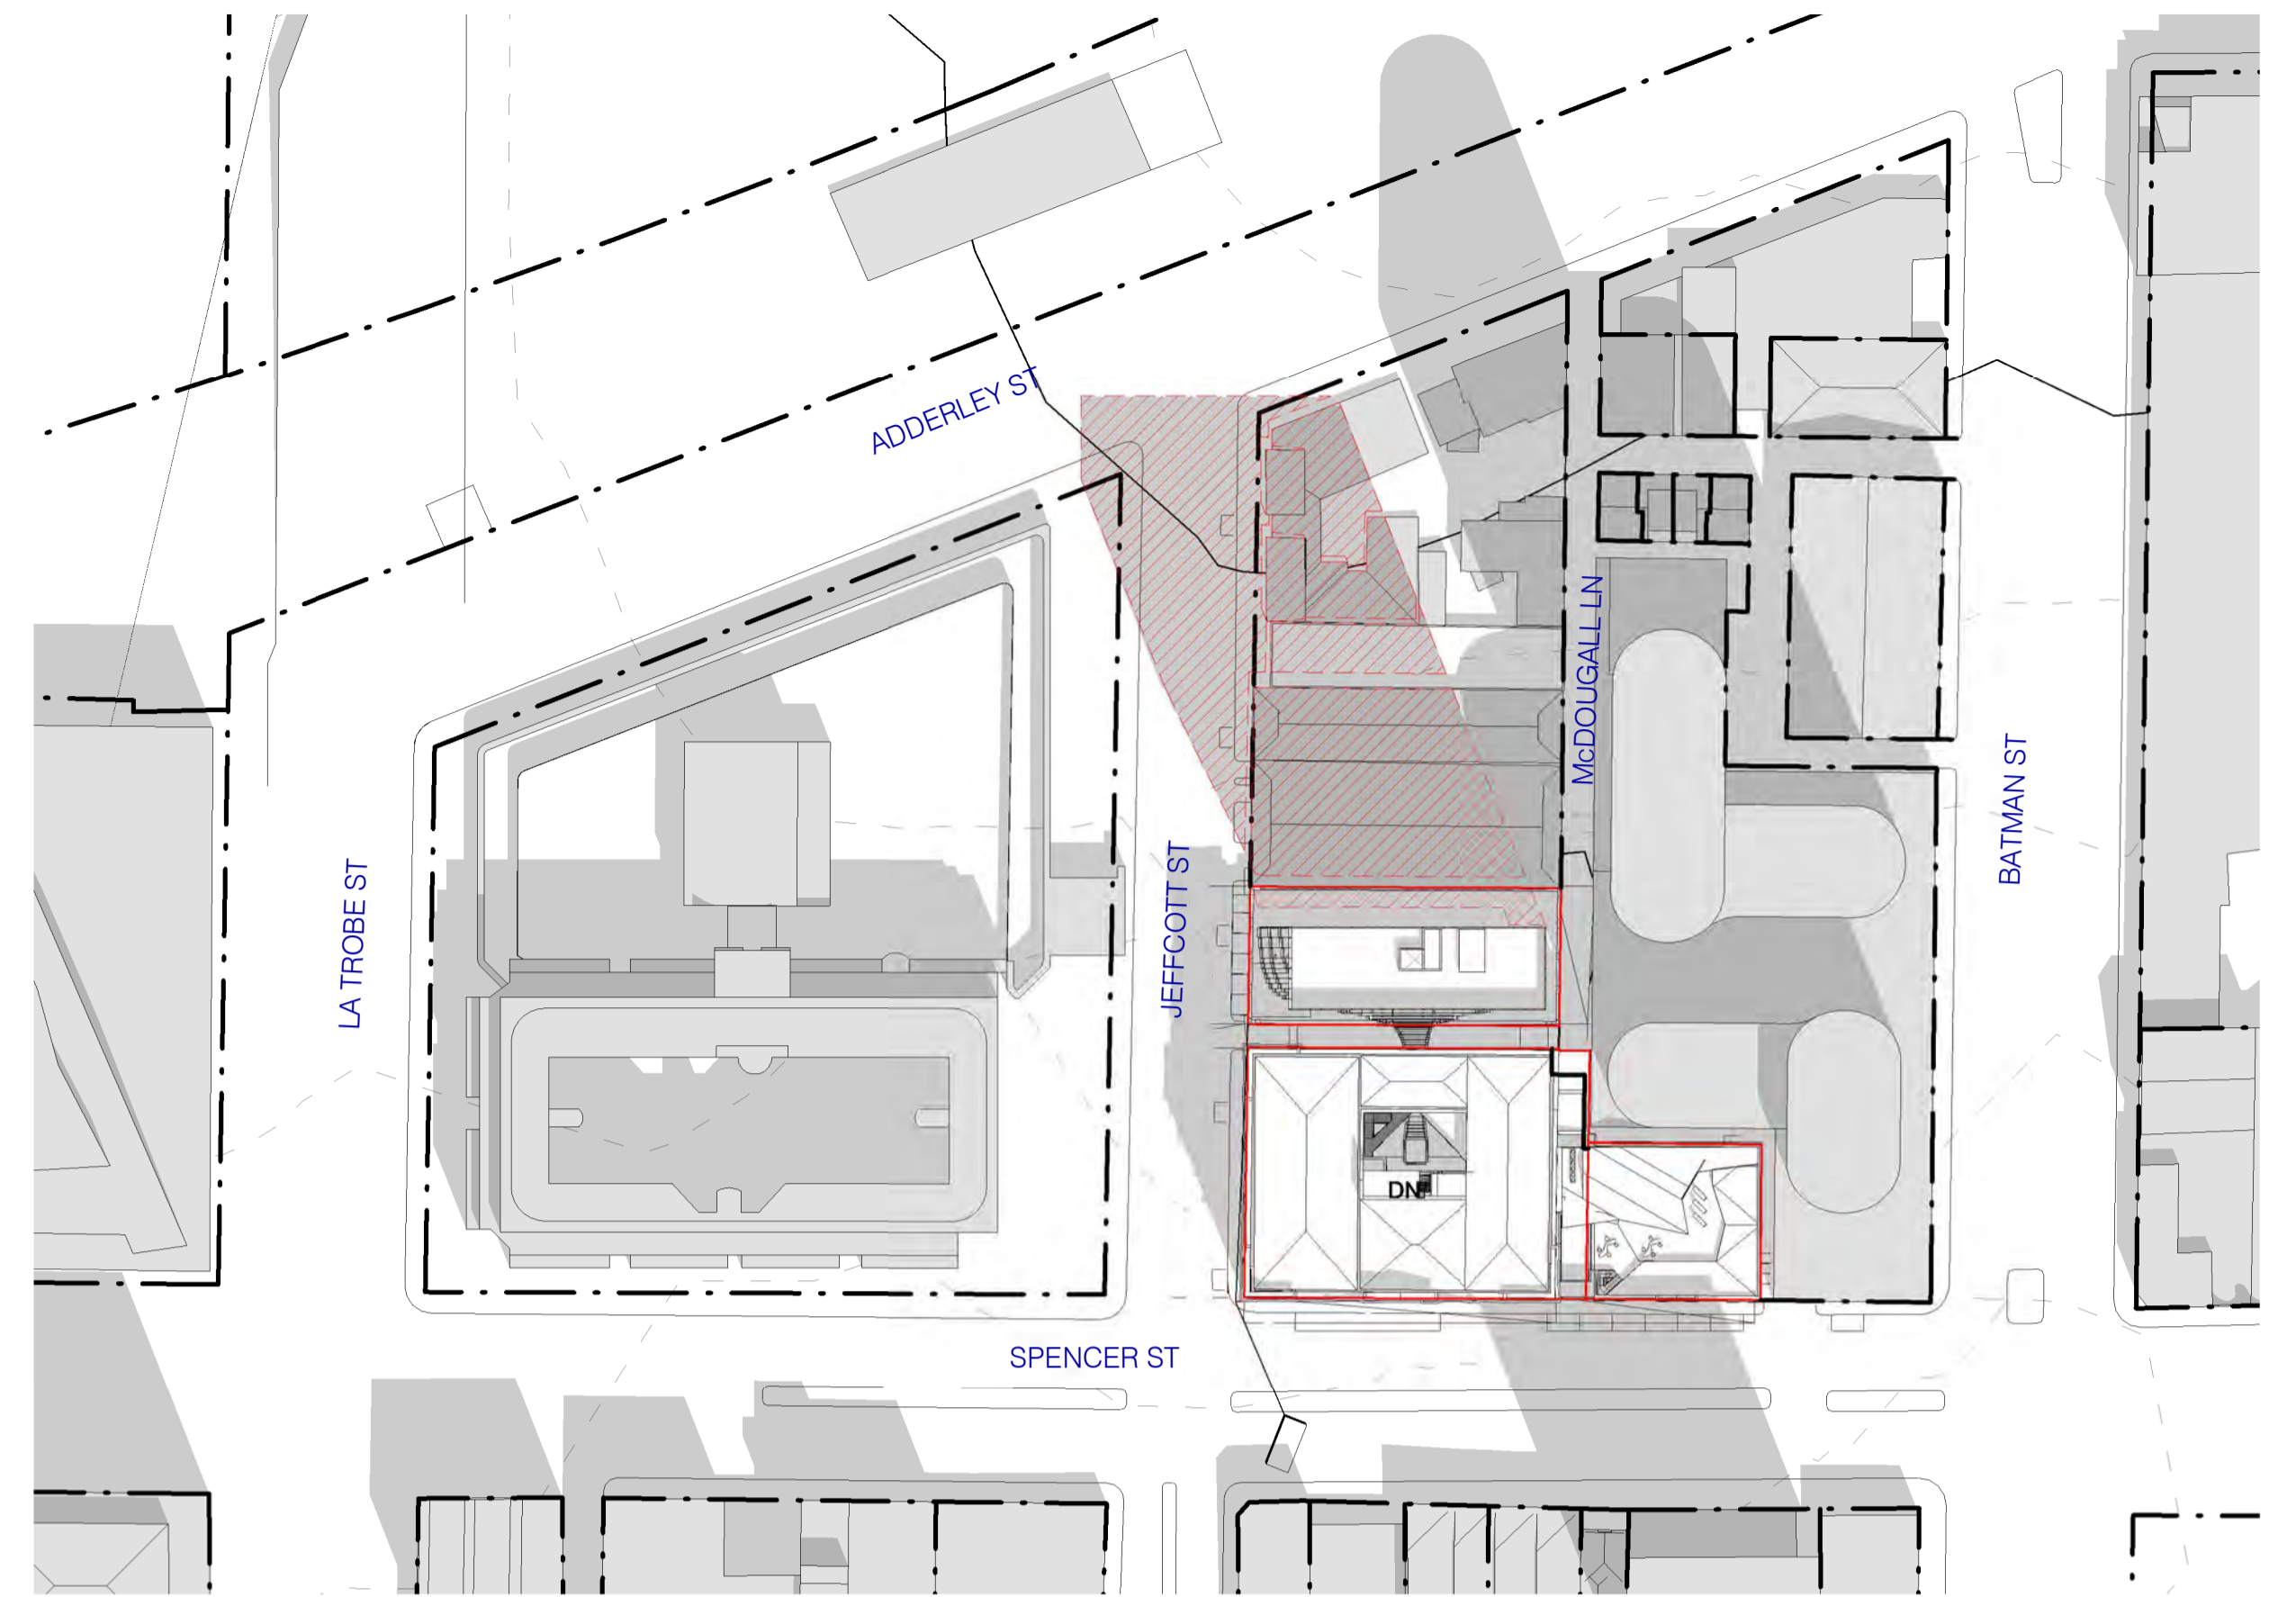 ADDERLEY ST
McDOUGALL LN
BATMAN ST
LA TROBE ST
JEFFCOTT ST
DN
SPENCER ST